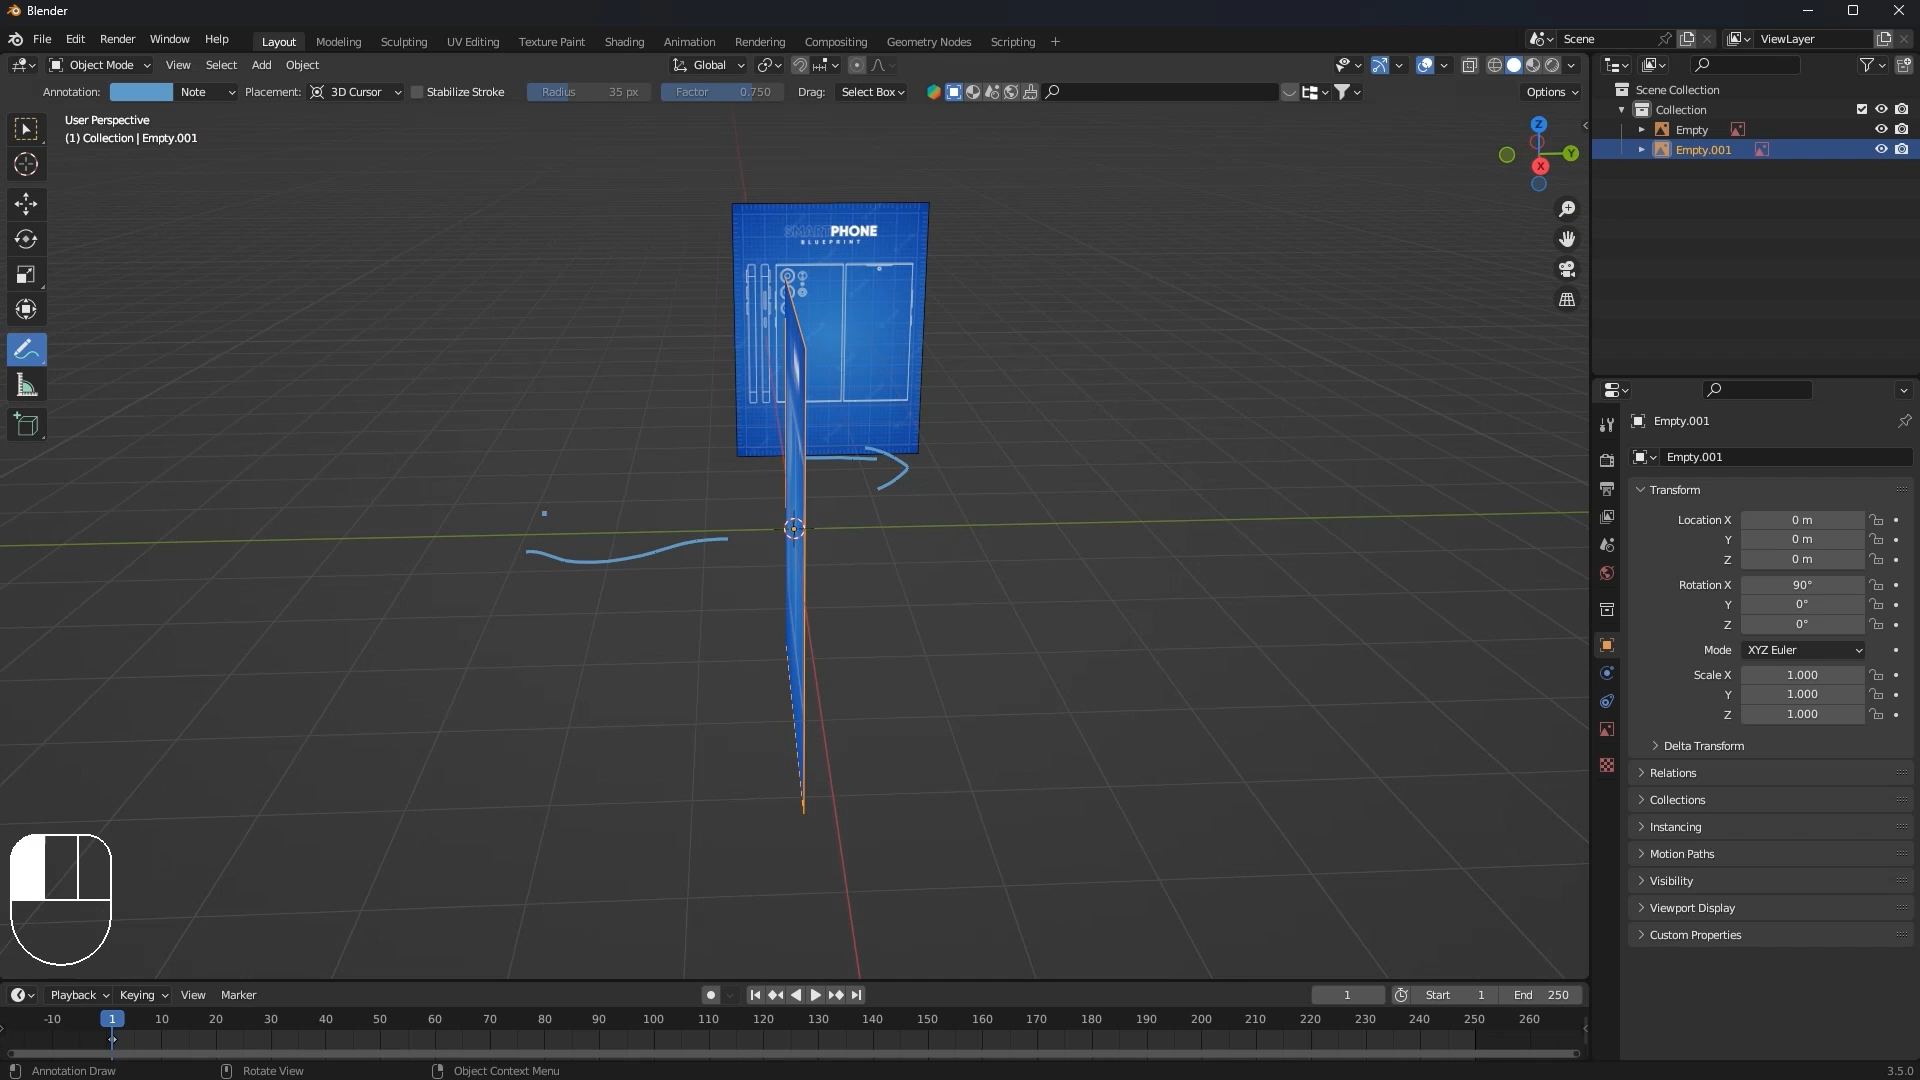 Blender
File Edit Render Window Help Layout Modeling Sculpting UV Editing Texture Paint Shading Animation Rendering Compositing Geometry Nodes Scripting + Scene ViewLayer
Object Mode View Select Add Object Global
Annotation: Note Placement: 3D Cursor Stabilize Stroke Radius 35 px Factor 0.750 Drag: Select Box Options
User Perspective
(1) Collection | Empty.001
Z
Y
X
SMARTPHONE
BLUEPRINT
Scene Collection
Collection
Empty
Empty.001
Empty.001
Empty.001
Transform
Location X 0 m
Y 0 m
Z 0 m
Rotation X 90°
Y 0°
Z 0°
Mode XYZ Euler
Scale X 1.000
Y 1.000
Z 1.000
Delta Transform
Relations
Collections
Instancing
Motion Paths
Visibility
Viewport Display
Custom Properties
Playback Keying View Marker 1 Start 1 End 250
-10 1 10 20 30 40 50 60 70 80 90 100 110 120 130 140 150 160 170 180 190 200 210 220 230 240 250 260
Annotation Draw Rotate View Object Context Menu 3.5.0